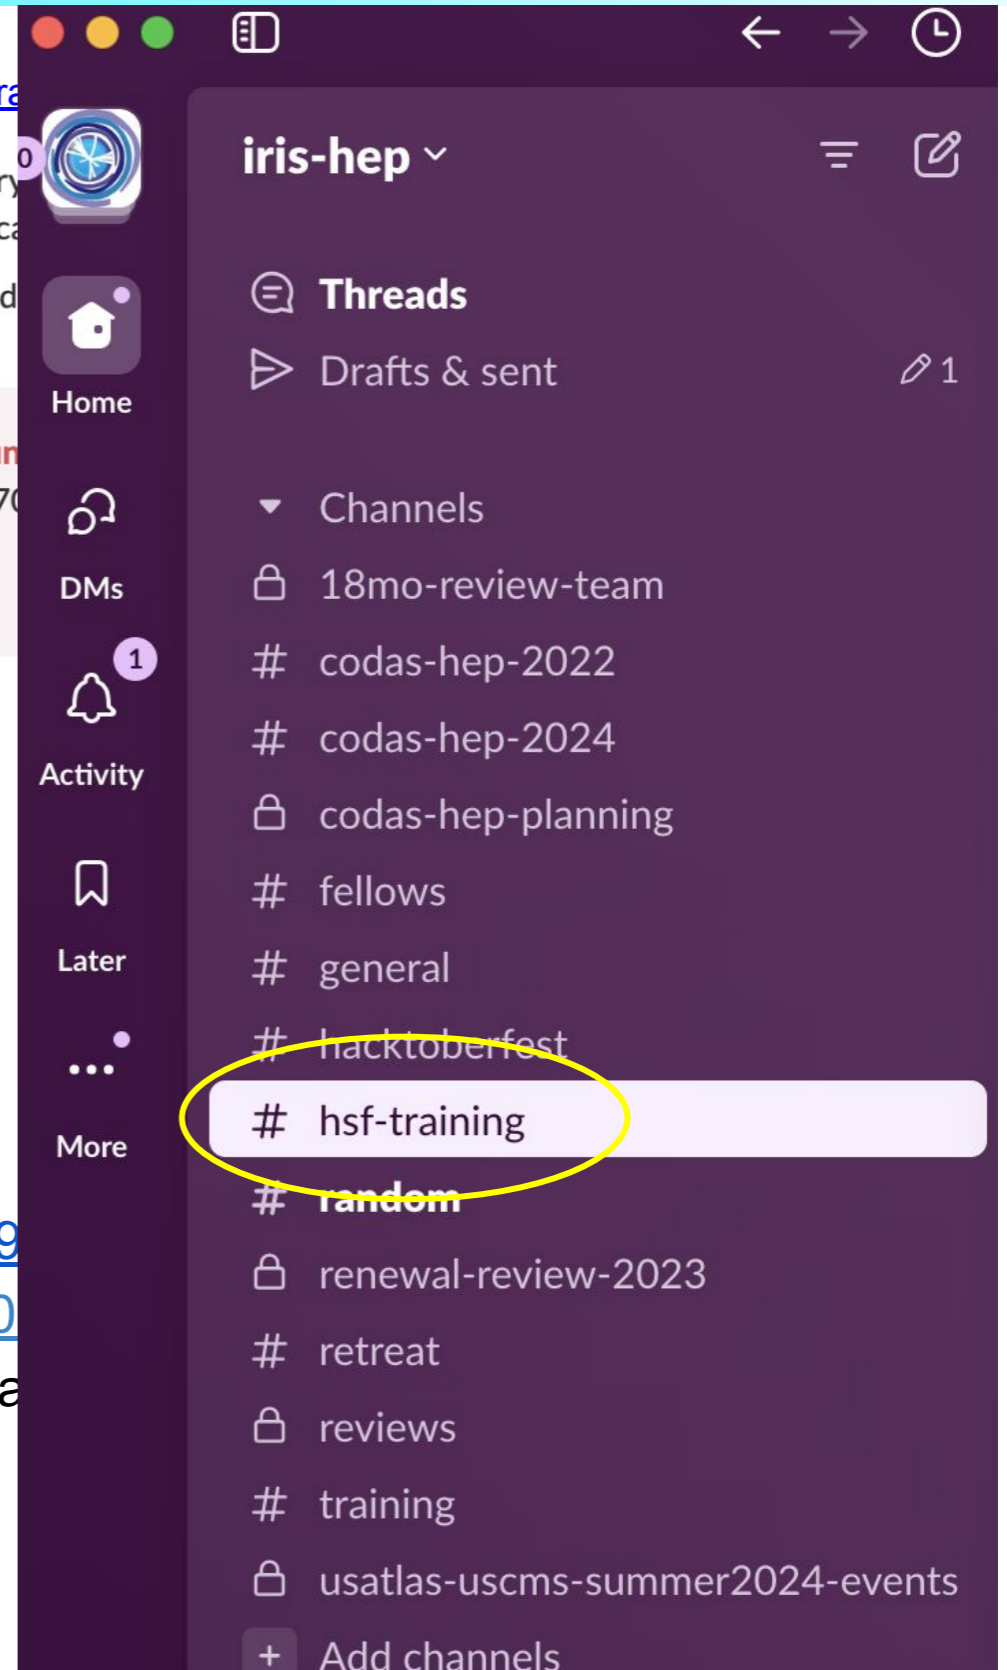 iris-hep
Threads
Drafts & sent 1
Home
Channels
DMs
18mo-review-team
# codas-hep-2022
1
# codas-hep-2024
Activity
codas-hep-planning
# fellows
Later
# general
# hacktoberfest
# hsf-training
More
# random
renewal-review-2023
# retreat
reviews
# training
usatlas-uscms-summer2024-events
+ Add channels